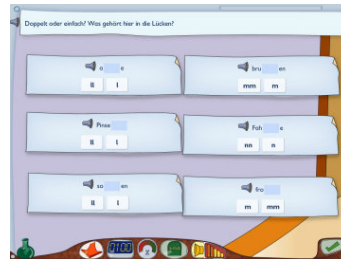 Doppelt oder einfach? Was gehört hier in die Lücken?
a e
ll l
bru en
mm m
Pinse
ll l
Fah e
nn n
so en
ll l
fro
m mm
0100